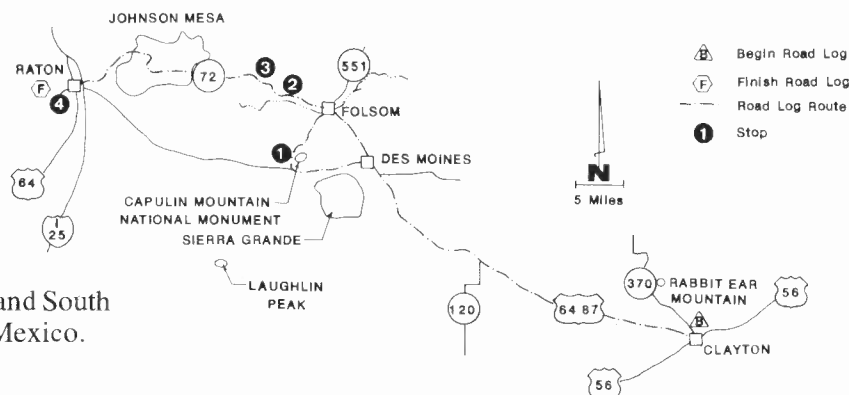 JOHNSON MESA
RATON
F
4
72
3
2
551
FOLSOM
1
DES MOINES
64
I
25
CAPULIN MOUNTAIN
NATIONAL MONUMENT
SIERRA GRANDE
LAUGHLIN
PEAK
120
64 87
370
RABBIT EAR
MOUNTAIN
56
B
CLAYTON
56
B Begin Road Log
F Finish Road Log
Road Log Route
1 Stop
N
5 Miles
and South
Mexico.